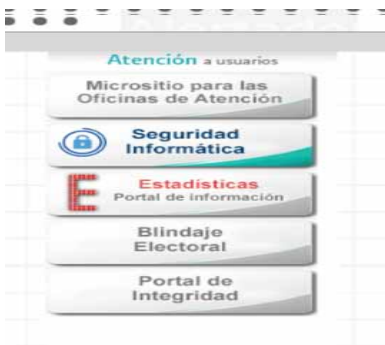 Atención a usuarios
Micrositio para las
Oficinas de Atención
Seguridad
Informática
E Estadísticas
Portal de información
Blindaje
Electoral
Portal de
Integridad